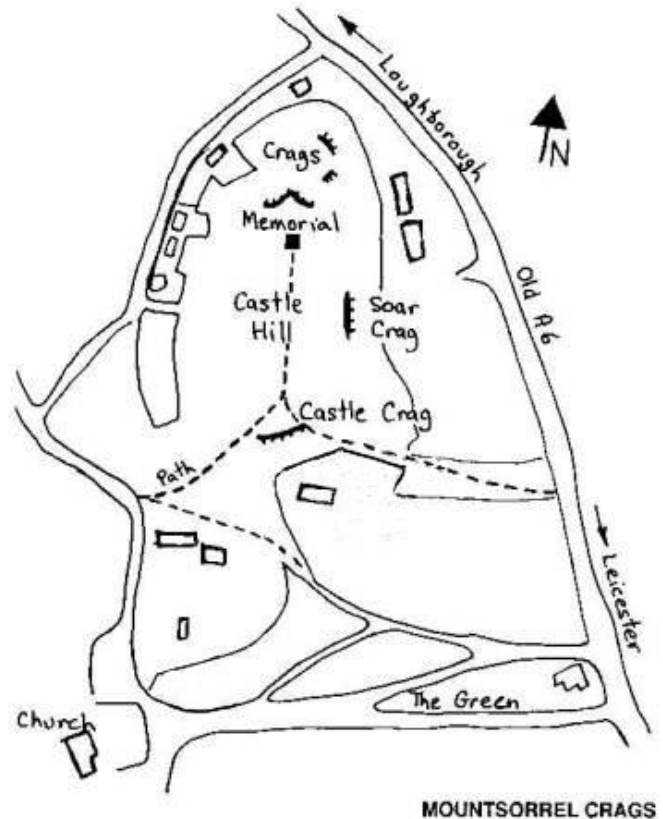 Loughborough
N
Crags
Memorial
Old A6
Castle
Hill
Soar
Crag
Castle Crag
Path
Leicester
The Green
Church
MOUNTSORREL CRAGS